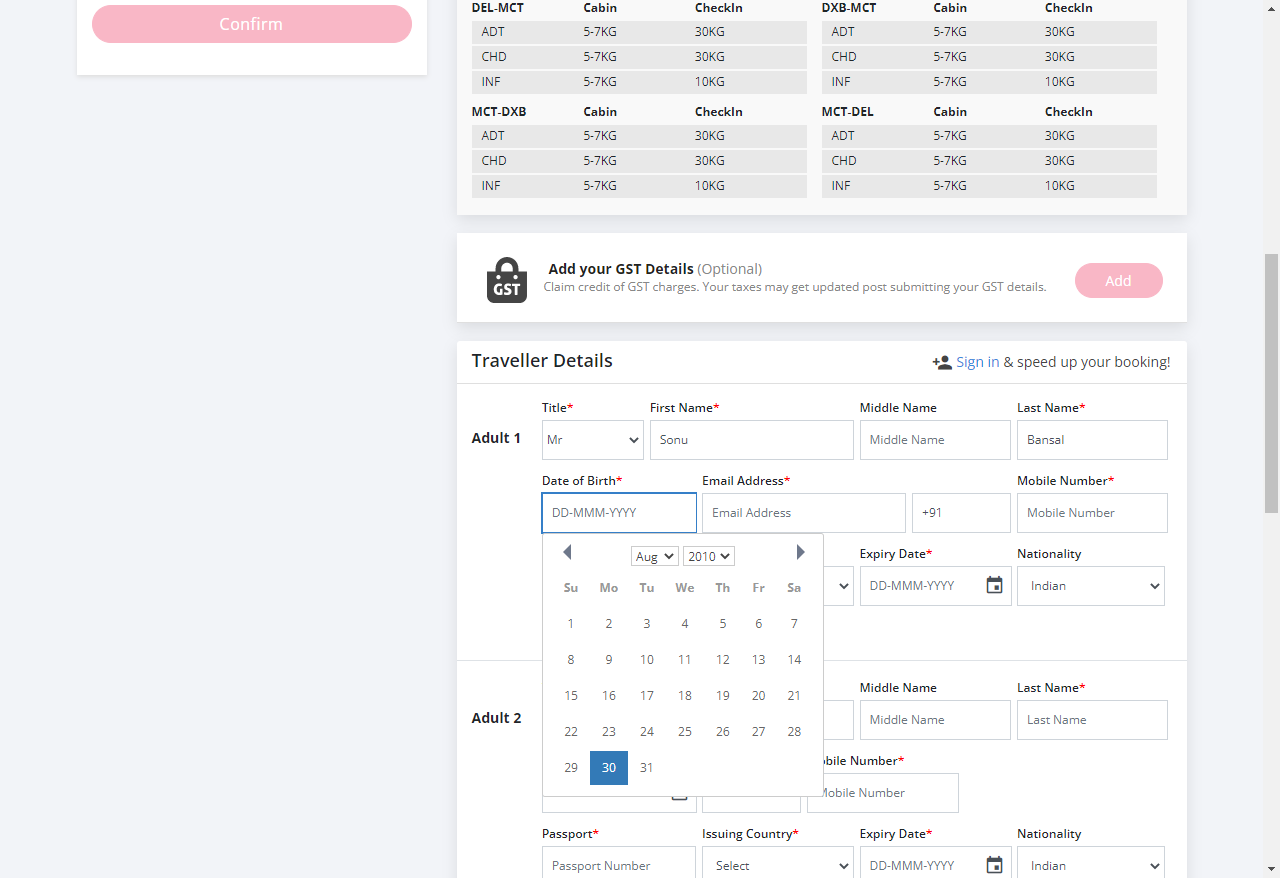 Confirm
DEL-MCT Cabin CheckIn
ADT 5-7KG 30KG
CHD 5-7KG 30KG
INF 5-7KG 10KG
DXB-MCT Cabin CheckIn
ADT 5-7KG 30KG
CHD 5-7KG 30KG
INF 5-7KG 10KG
MCT-DXB Cabin CheckIn
ADT 5-7KG 30KG
CHD 5-7KG 30KG
INF 5-7KG 10KG
MCT-DEL Cabin CheckIn
ADT 5-7KG 30KG
CHD 5-7KG 30KG
INF 5-7KG 10KG
GST
Add your GST Details (Optional)
Claim credit of GST charges. Your taxes may get updated post submitting your GST details.
Add
Traveller Details
Sign in & speed up your booking!
Title* First Name* Middle Name Last Name*
Adult 1 Mr Sonu Middle Name Bansal
Date of Birth* Email Address* Mobile Number*
DD-MMM-YYYY Email Address +91 Mobile Number
Aug 2010
Su Mo Tu We Th Fr Sa
1 2 3 4 5 6 7
8 9 10 11 12 13 14
15 16 17 18 19 20 21
22 23 24 25 26 27 28
29 30 31
Expiry Date* Nationality
DD-MMM-YYYY Indian
Middle Name Last Name*
Adult 2 Middle Name Last Name
Number*
Mobile Number
Passport* Issuing Country* Expiry Date* Nationality
Passport Number Select DD-MMM-YYYY Indian